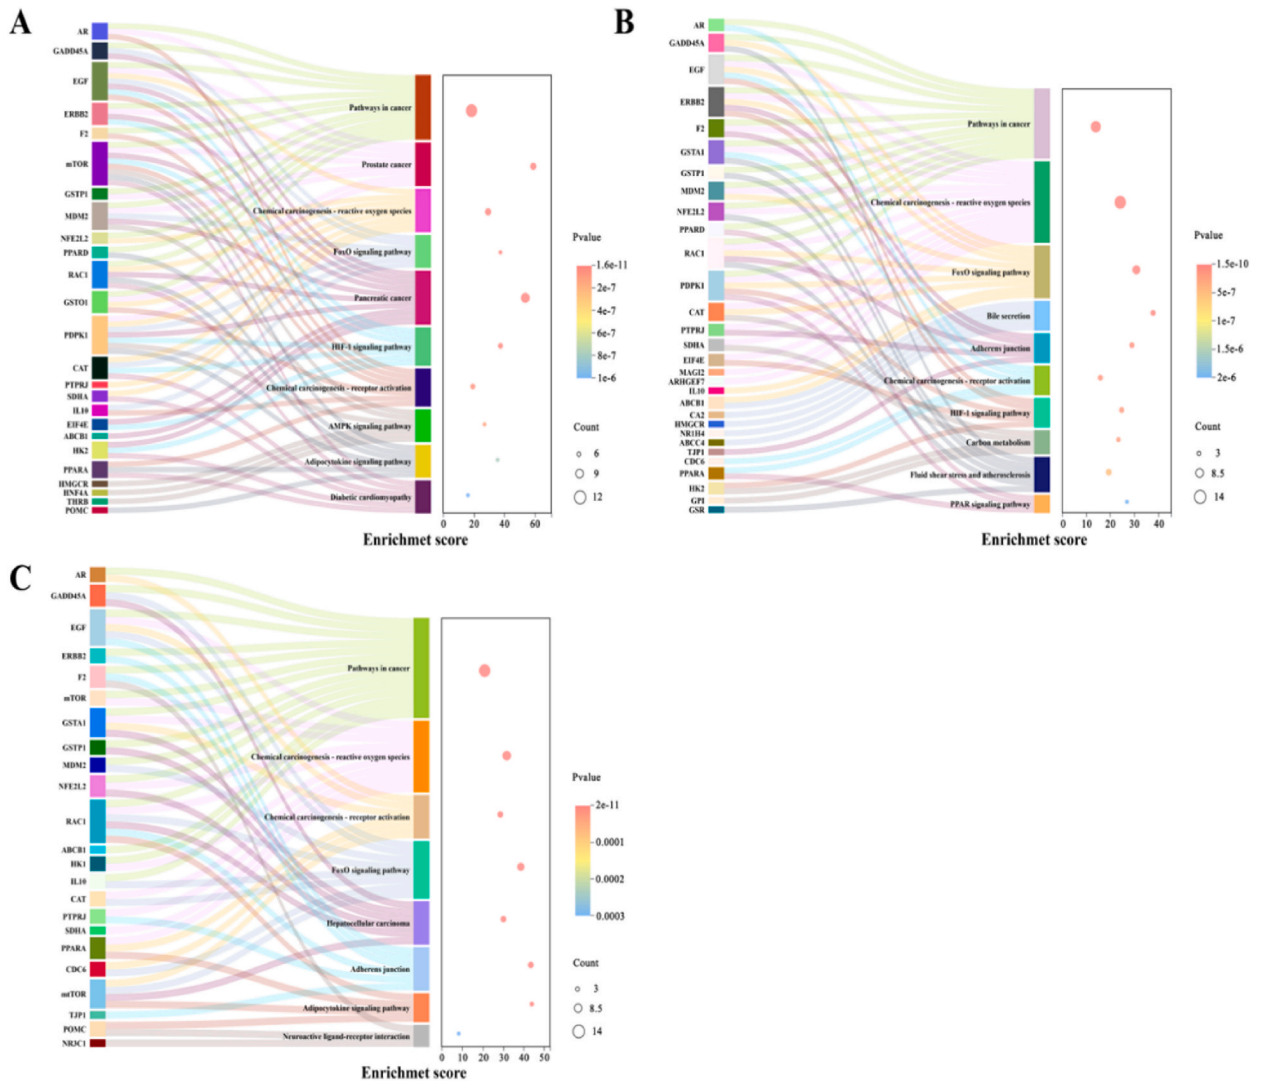 A
AR
GADD45A
EGF
ERBB2
F2
mTOR
GSTP1
MDM2
NFE2L2
PPARD
RAC1
GSTO1
PDPK1
CAT
PTPRJ
SDHA
IL10
EIF4E
ABCB1
HK2
PPARA
HMGCR
HNF4A
THRB
POMC
Pathways in cancer
Prostate cancer
Chemical carcinogenesis - reactive oxygen species
FoxO signaling pathway
Pancreatic cancer
HIF-1 signaling pathway
Chemical carcinogenesis - receptor activation
AMPK signaling pathway
Adipocytokine signaling pathway
Diabetic cardiomyopathy
0 20 40 60
Enrichmet score
Pvalue
1.6e-11
2e-7
4e-7
6e-7
8e-7
1e-6
Count
6
9
12
B
AR
GADD45A
EGF
ERBB2
F2
GSTA1
GSTP1
MDM2
NFE2L2
PPARD
RAC1
PDPK1
CAT
PTPRJ
SDHA
EIF4E
MAGI2
ARHGEF7
IL10
ABCB1
CA2
HMGCR
NR1H4
ABCC4
TJP1
CDC6
PPARA
HK2
GPI
GSR
Pathways in cancer
Chemical carcinogenesis - reactive oxygen species
FoxO signaling pathway
Bile secretion
Adherens junction
Chemical carcinogenesis - receptor activation
HIF-1 signaling pathway
Carbon metabolism
Fluid shear stress and atherosclerosis
PPAR signaling pathway
0 10 20 30 40
Enrichmet score
Pvalue
1.5e-10
5e-7
1e-7
1.5e-6
2e-6
Count
3
8.5
14
C
AR
GADD45A
EGF
ERBB2
F2
mTOR
GSTA1
GSTP1
MDM2
NFE2L2
RAC1
ABCB1
HK1
IL10
CAT
PTPRJ
SDHA
PPARA
CDC6
mtTOR
TJP1
POMC
NR3C1
Pathways in cancer
Chemical carcinogenesis - reactive oxygen species
Chemical carcinogenesis - receptor activation
FoxO signaling pathway
Hepatocellular carcinoma
Adherens junction
Adipocytokine signaling pathway
Neuroactive ligand-receptor interaction
0 10 20 30 40 50
Enrichmet score
Pvalue
2e-11
0.0001
0.0002
0.0003
Count
3
8.5
14